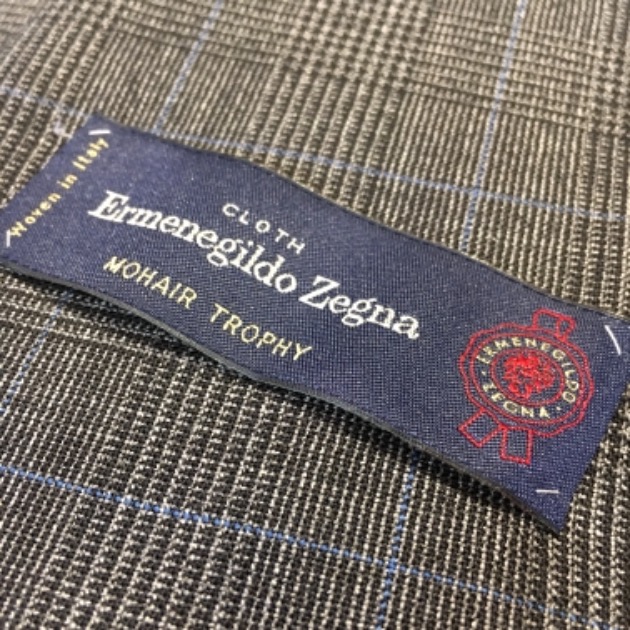 Woven in Italy
CLOTH
Ermenegildo Zegna
MOHAIR TROPHY
ERMENEGILDO
ZEGNA